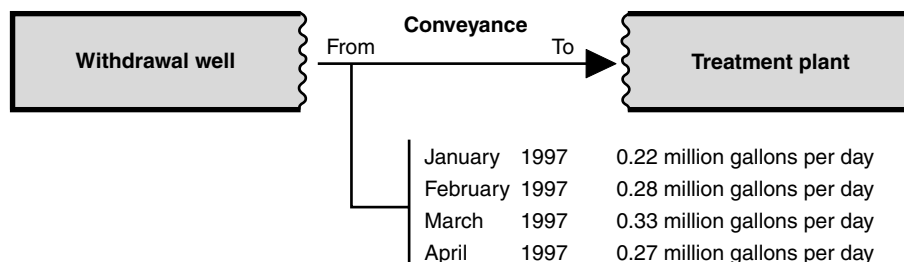 Conveyance
From To
Withdrawal well
Treatment plant
January 1997 0.22 million gallons per day
February 1997 0.28 million gallons per day
March 1997 0.33 million gallons per day
April 1997 0.27 million gallons per day